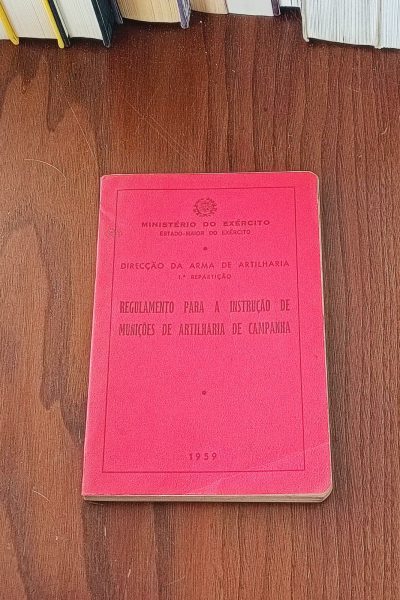 MINISTÉRIO DO EXÉRCITO
ESTADO-MAIOR DO EXÉRCITO
DIRECÇÃO DA ARMA DE ARTILHARIA
1.ª REPARTIÇÃO
REGULAMENTO PARA A INSTRUÇÃO DE
MUNIÇÕES DE ARTILHARIA DE CAMPANHA
1959